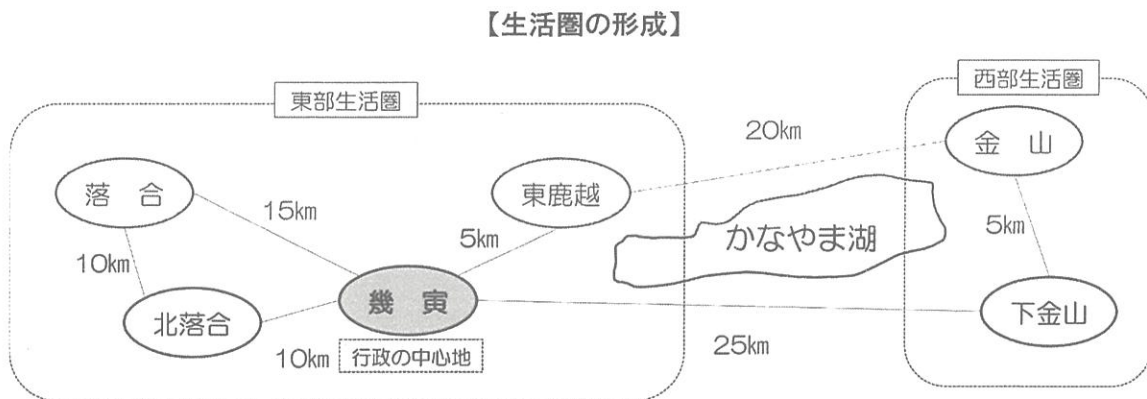 【生活圏の形成】
東部生活圏
西部生活圏
20km
金 山
落 合
東鹿越
15km
5km
かなやま湖
5km
10km
幾 寅
下金山
北落合
10km
行政の中心地
25km